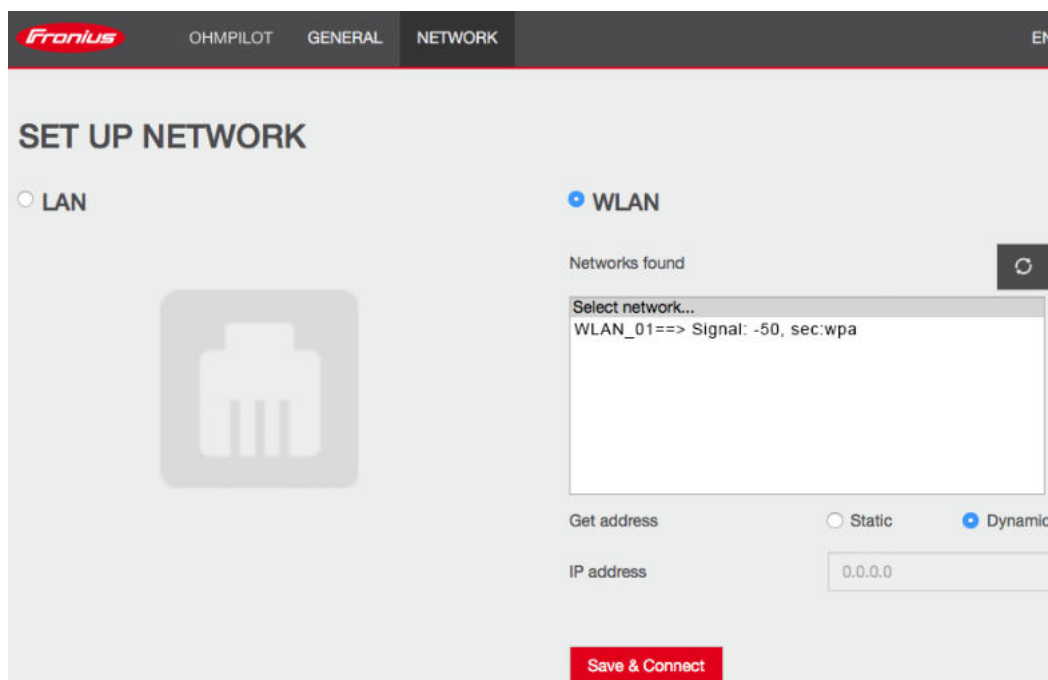 Fronius OHMPILOT GENERAL NETWORK EN
SET UP NETWORK
LAN
WLAN
Networks found
Select network...
WLAN_01==> Signal: -50, sec:wpa
Get address Static Dynamic
IP address 0.0.0.0
Save & Connect